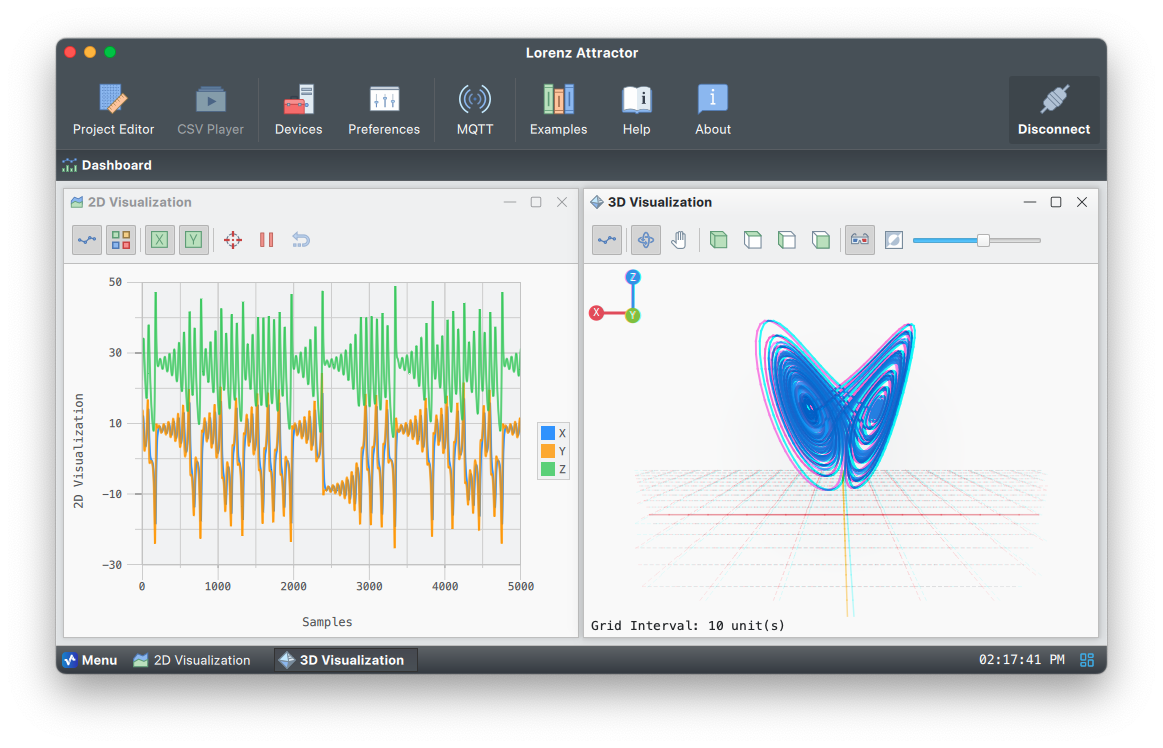 Lorenz Attractor
Project Editor
CSV Player
Devices
Preferences
MQTT
Examples
Help
About
Disconnect
Dashboard
2D Visualization
X
Y
50
30
10
−10
−30
0
1000
2000
3000
4000
5000
2D Visualization
Samples
X
Y
Z
3D Visualization
Z
X
Y
Grid Interval: 10 unit(s)
Menu
2D Visualization
3D Visualization
02:17:41 PM